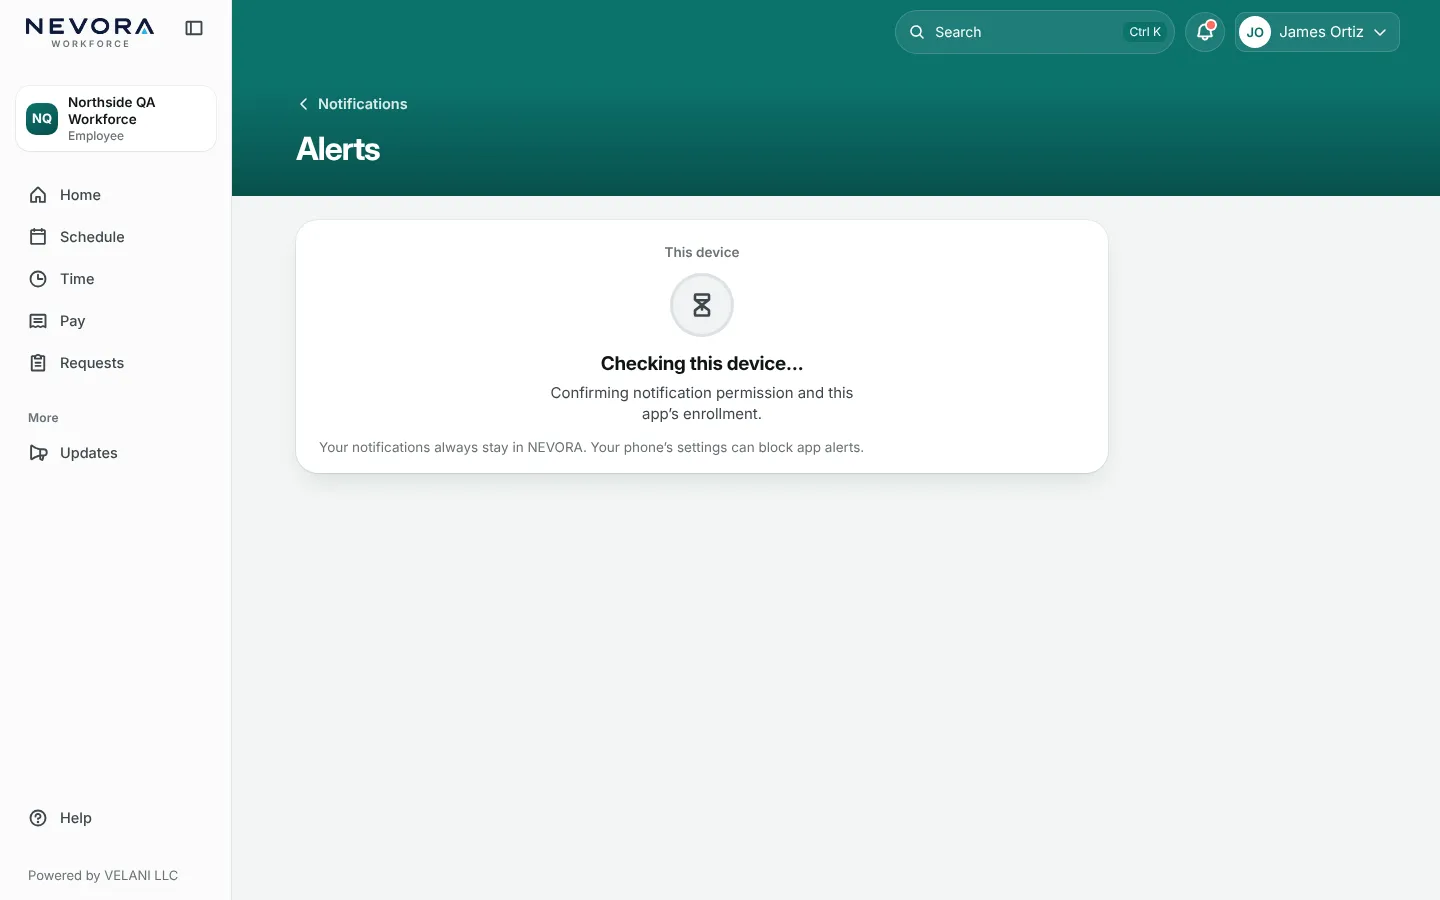 NEVORA
WORKFORCE
Northside QA
Workforce
Employee
NQ
Home
Schedule
Time
Pay
Requests
More
Updates
Help
Powered by VELANI LLC
Search
Ctrl K
JO
James Ortiz
Notifications
Alerts
This device
Checking this device…
Confirming notification permission and this
app’s enrollment.
Your notifications always stay in NEVORA. Your phone’s settings can block app alerts.